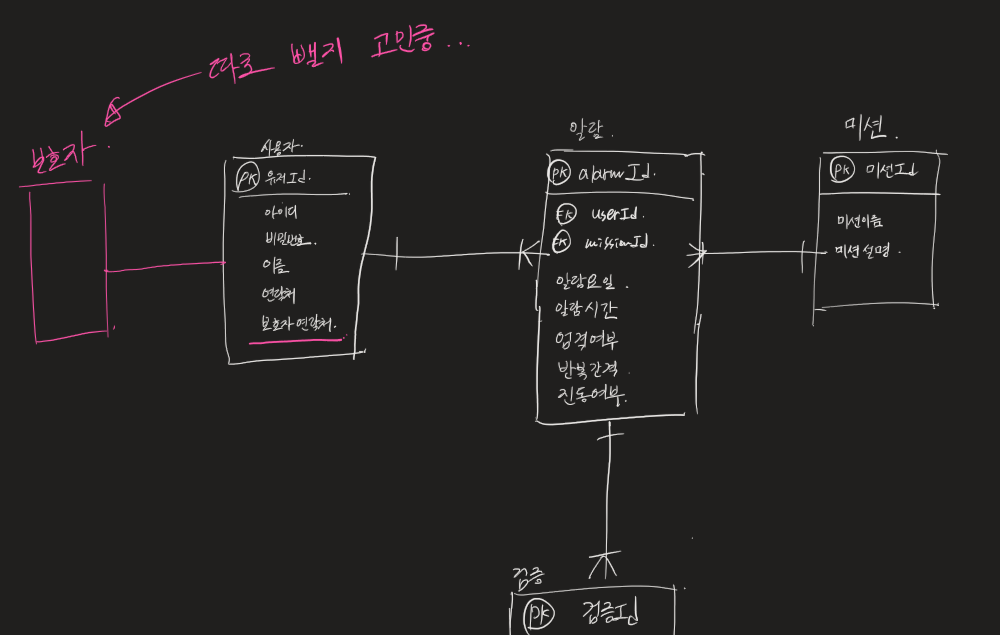 따로 뺄지 고민중...
보호자.
사용자.
PK 유저Id.
아이디
비밀번호.
이름
연락처
보호자 연락처.
알람.
PK alarmId.
FK userId.
FK missionId.
알람요일.
알람시간
엄격여부
반복간격.
진동여부.
미션.
PK 미션Id
미션이름
미션설명.
검증
PK 검증Id